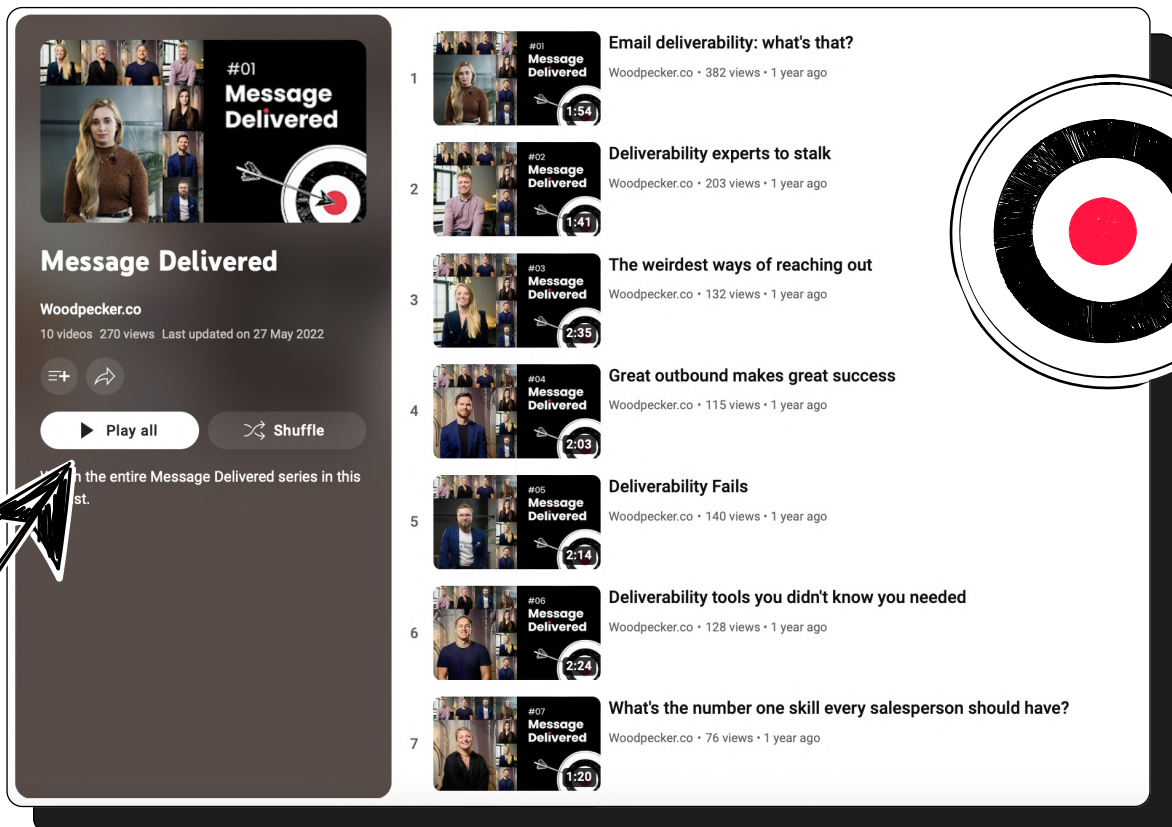 #01
Message
Delivered
Message Delivered
Woodpecker.co
10 videos 270 views Last updated on 27 May 2022
Play all
Shuffle
the entire Message Delivered series in this
1
#01
Message
Delivered
1:54
Email deliverability: what's that?
Woodpecker.co • 382 views • 1 year ago
2
#02
Message
Delivered
1:41
Deliverability experts to stalk
Woodpecker.co • 203 views • 1 year ago
3
#03
Message
Delivered
2:35
The weirdest ways of reaching out
Woodpecker.co • 132 views • 1 year ago
4
#04
Message
Delivered
2:03
Great outbound makes great success
Woodpecker.co • 115 views • 1 year ago
5
#05
Message
Delivered
2:14
Deliverability Fails
Woodpecker.co • 140 views • 1 year ago
6
#06
Message
Delivered
2:24
Deliverability tools you didn't know you needed
Woodpecker.co • 128 views • 1 year ago
7
#07
Message
Delivered
1:20
What's the number one skill every salesperson should have?
Woodpecker.co • 76 views • 1 year ago